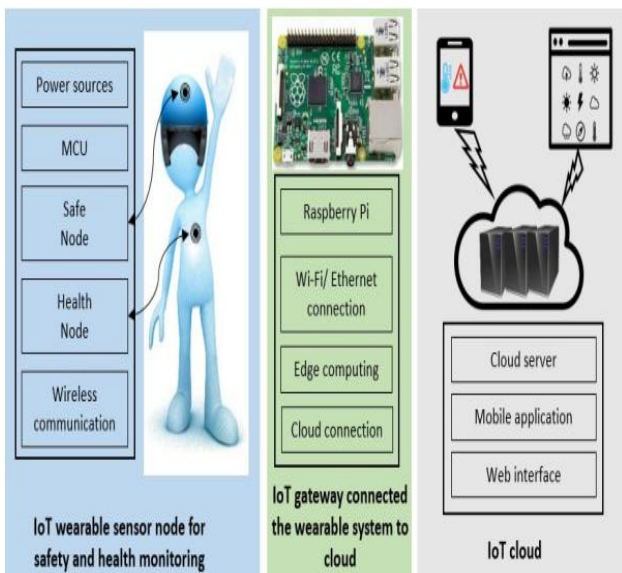 Power sources
MCU
Safe
Node
Health
Node
Wireless
communication
IoT wearable sensor node for
safety and health monitoring
Raspberry Pi
Wi-Fi/ Ethernet
connection
Edge computing
Cloud connection
IoT gateway connected
the wearable system to
cloud
Cloud server
Mobile application
Web interface
IoT cloud